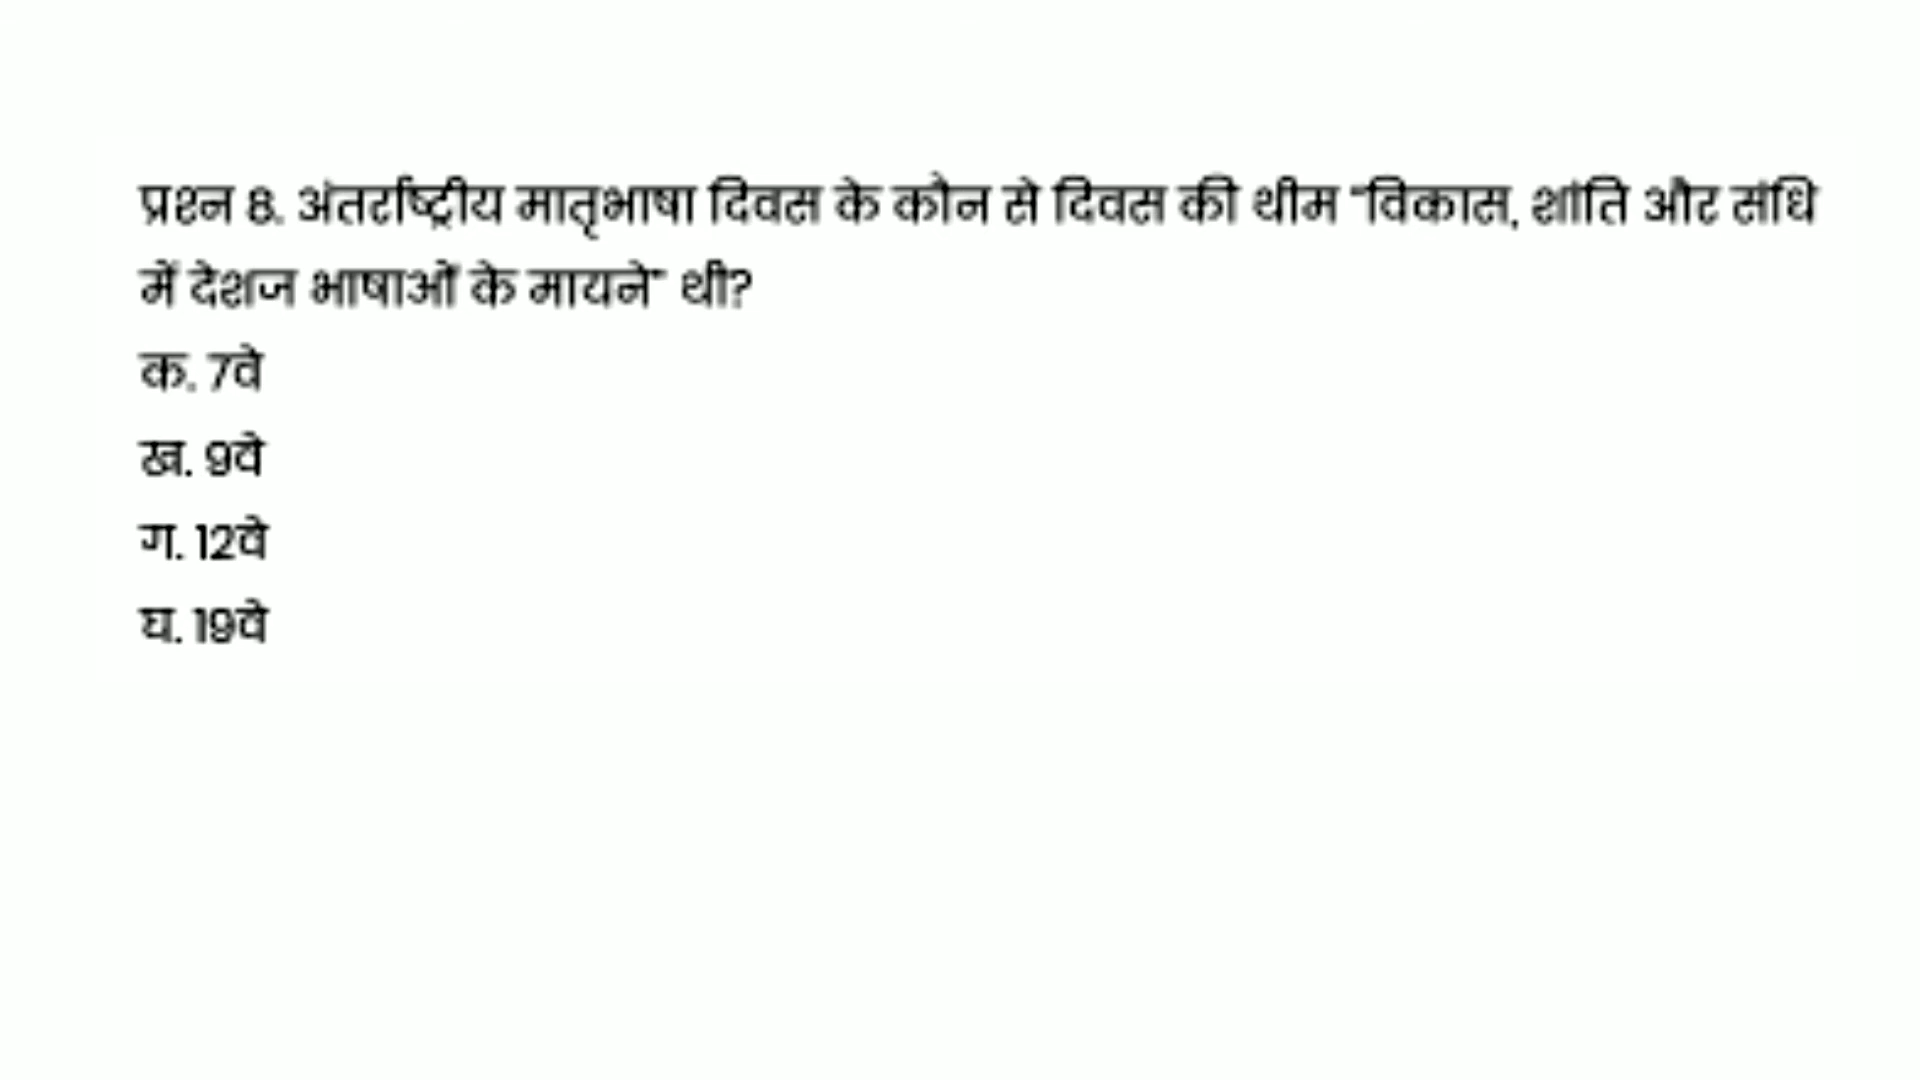 प्रश्न 8. अंतर्राष्ट्रीय मातृभाषा दिवस के कौन से दिवस की थीम "विकास, शांति और संधि
में देशज भाषाओं के मायने" थी?
क. 7वे
ख. 9वे
ग. 12वे
घ. 19वे